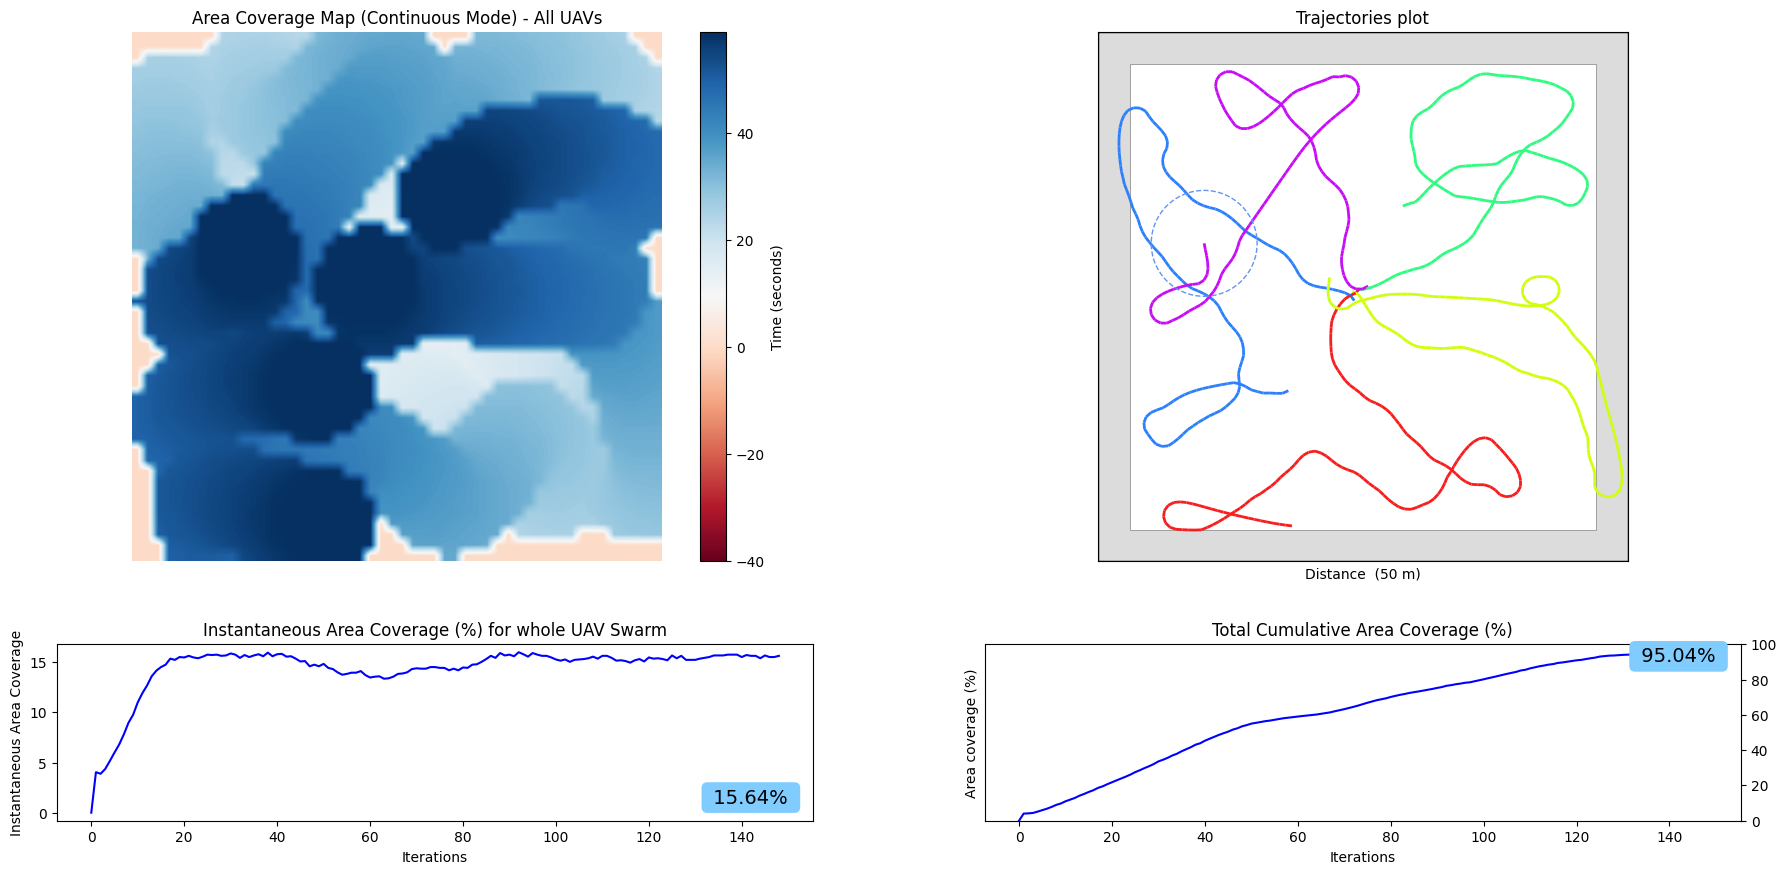 Area Coverage Map (Continuous Mode) - All UAVs
40
20
0
−20
−40
Time (seconds)
Trajectories plot
Distance  (50 m)
Instantaneous Area Coverage (%) for whole UAV Swarm
Instantaneous Area Coverage
15
10
5
0
15.64%
0 20 40 60 80 100 120 140
Iterations
Total Cumulative Area Coverage (%)
Area coverage (%)
95.04%
100
80
60
40
20
0
0 20 40 60 80 100 120 140
Iterations